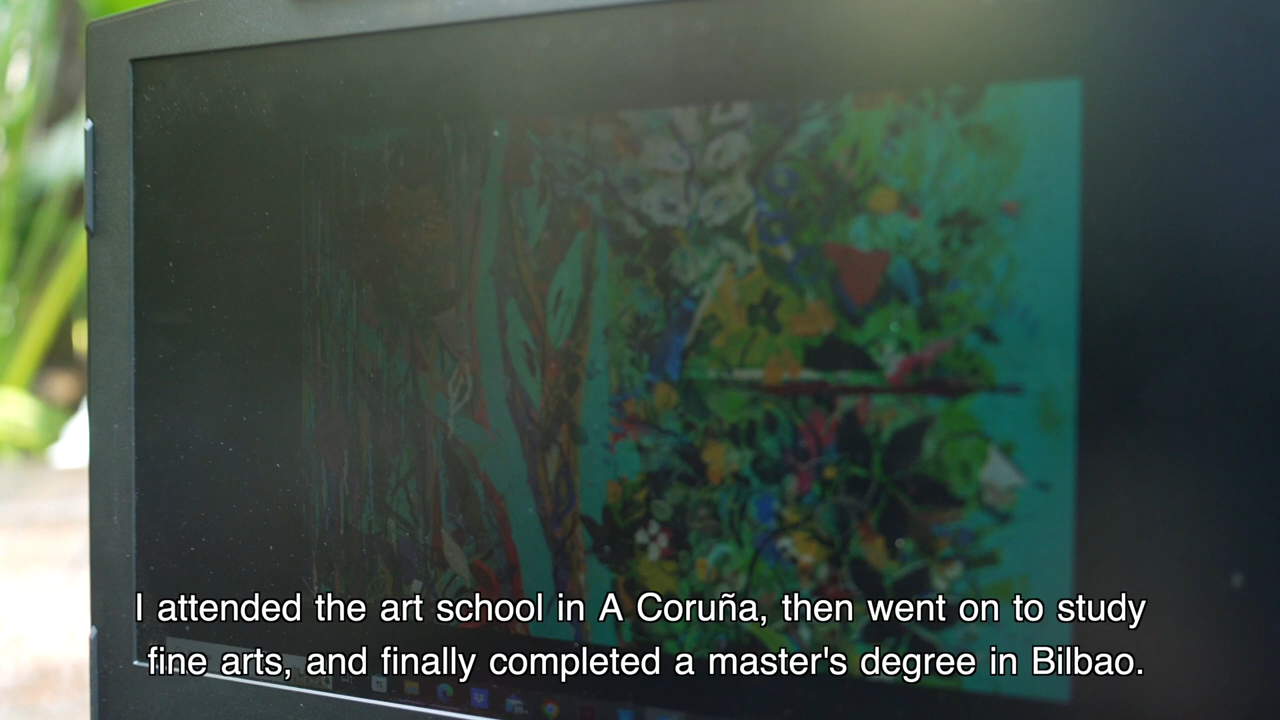 I attended the art school in A Coruña, then went on to study
fine arts, and finally completed a master's degree in Bilbao.